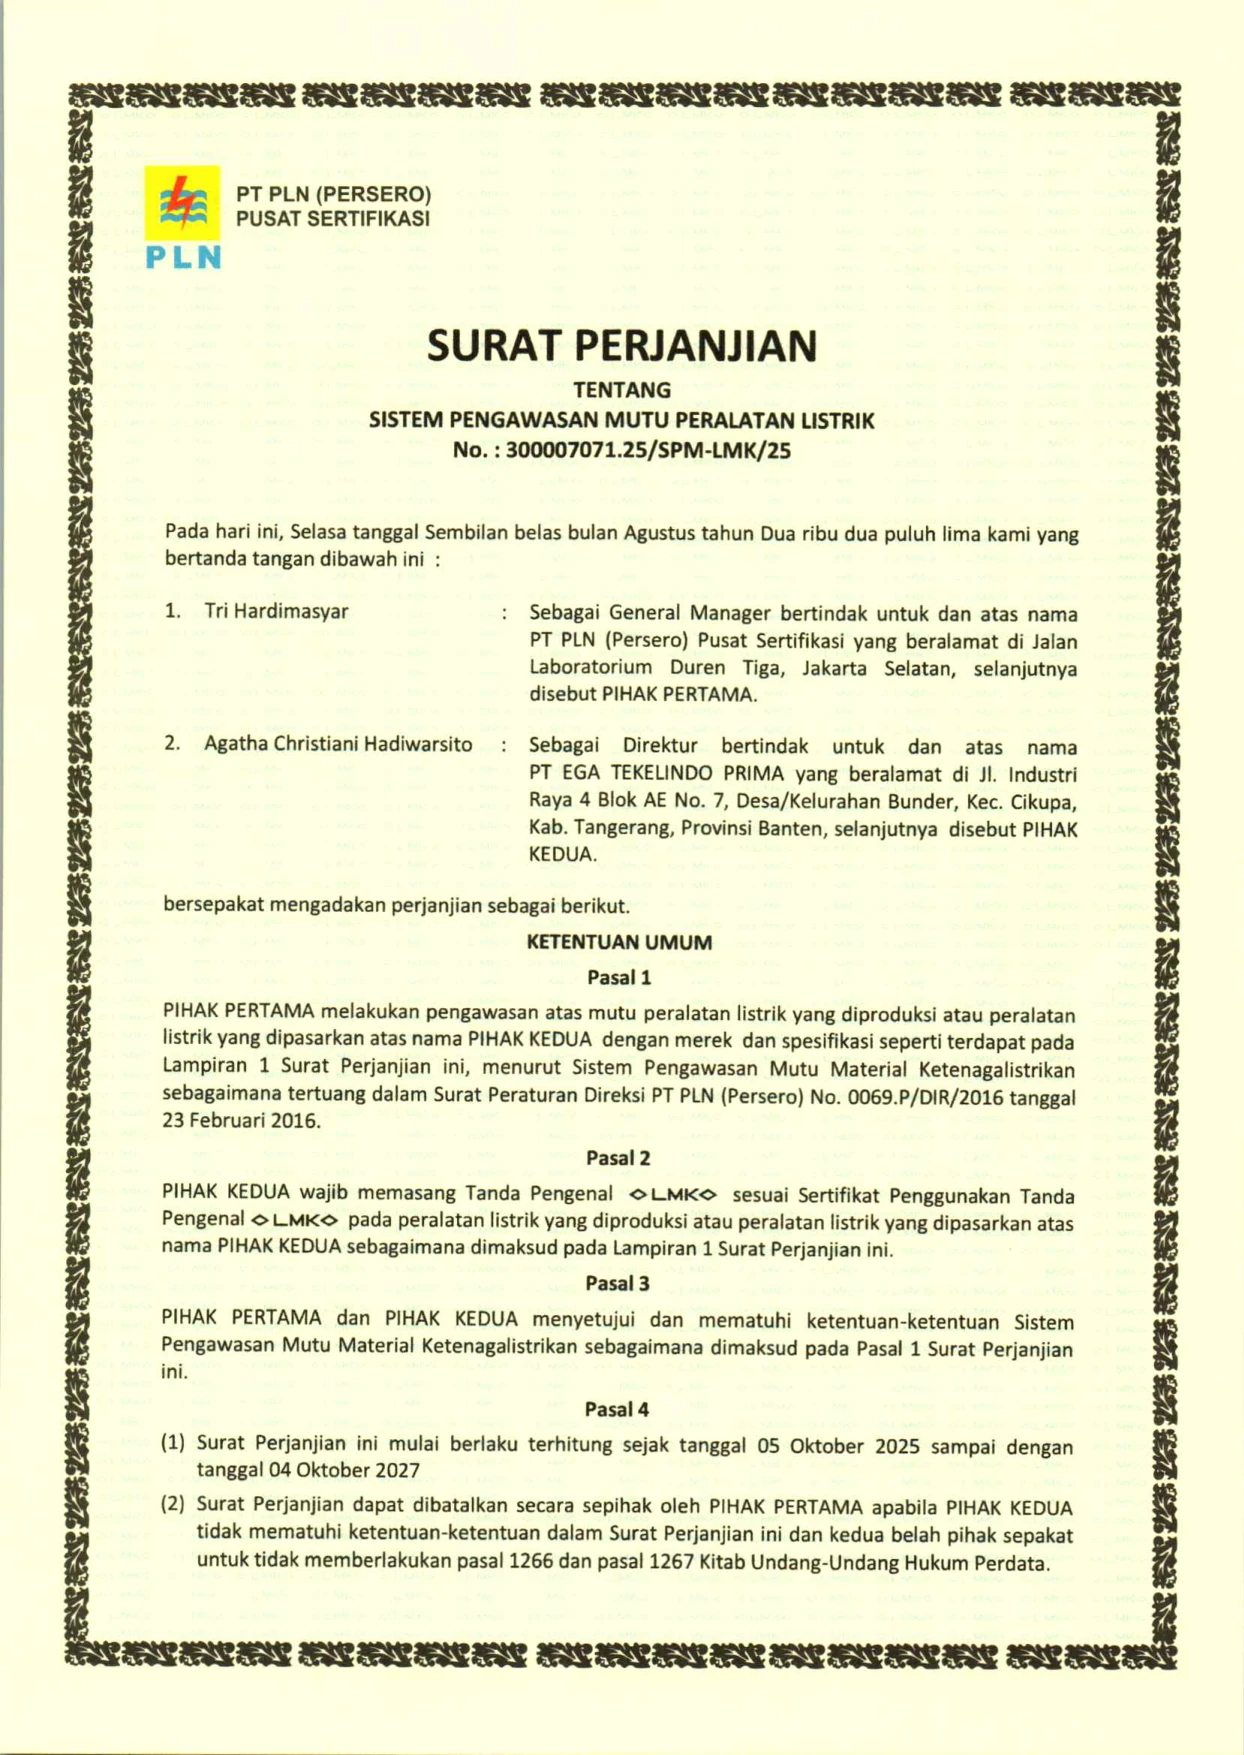 PT PLN (PERSERO)
PUSAT SERTIFIKASI
PLN
SURAT PERJANJIAN
TENTANG
SISTEM PENGAWASAN MUTU PERALATAN LISTRIK
No. : 300007071.25/SPM-LMK/25
Pada hari ini, Selasa tanggal Sembilan belas bulan Agustus tahun Dua ribu dua puluh lima kami yang
bertanda tangan dibawah ini :
1. Tri Hardimasyar : Sebagai General Manager bertindak untuk dan atas nama
PT PLN (Persero) Pusat Sertifikasi yang beralamat di Jalan
Laboratorium Duren Tiga, Jakarta Selatan, selanjutnya
disebut PIHAK PERTAMA.
2. Agatha Christiani Hadiwarsito : Sebagai Direktur bertindak untuk dan atas nama
PT EGA TEKELINDO PRIMA yang beralamat di Jl. Industri
Raya 4 Blok AE No. 7, Desa/Kelurahan Bunder, Kec. Cikupa,
Kab. Tangerang, Provinsi Banten, selanjutnya disebut PIHAK
KEDUA.
bersepakat mengadakan perjanjian sebagai berikut.
KETENTUAN UMUM
Pasal 1
PIHAK PERTAMA melakukan pengawasan atas mutu peralatan listrik yang diproduksi atau peralatan
listrik yang dipasarkan atas nama PIHAK KEDUA dengan merek dan spesifikasi seperti terdapat pada
Lampiran 1 Surat Perjanjian ini, menurut Sistem Pengawasan Mutu Material Ketenagalistrikan
sebagaimana tertuang dalam Surat Peraturan Direksi PT PLN (Persero) No. 0069.P/DIR/2016 tanggal
23 Februari 2016.
Pasal 2
PIHAK KEDUA wajib memasang Tanda Pengenal <>LMK<> sesuai Sertifikat Penggunakan Tanda
Pengenal <>LMK<> pada peralatan listrik yang diproduksi atau peralatan listrik yang dipasarkan atas
nama PIHAK KEDUA sebagaimana dimaksud pada Lampiran 1 Surat Perjanjian ini.
Pasal 3
PIHAK PERTAMA dan PIHAK KEDUA menyetujui dan mematuhi ketentuan-ketentuan Sistem
Pengawasan Mutu Material Ketenagalistrikan sebagaimana dimaksud pada Pasal 1 Surat Perjanjian
ini.
Pasal 4
(1) Surat Perjanjian ini mulai berlaku terhitung sejak tanggal 05 Oktober 2025 sampai dengan
tanggal 04 Oktober 2027
(2) Surat Perjanjian dapat dibatalkan secara sepihak oleh PIHAK PERTAMA apabila PIHAK KEDUA
tidak mematuhi ketentuan-ketentuan dalam Surat Perjanjian ini dan kedua belah pihak sepakat
untuk tidak memberlakukan pasal 1266 dan pasal 1267 Kitab Undang-Undang Hukum Perdata.